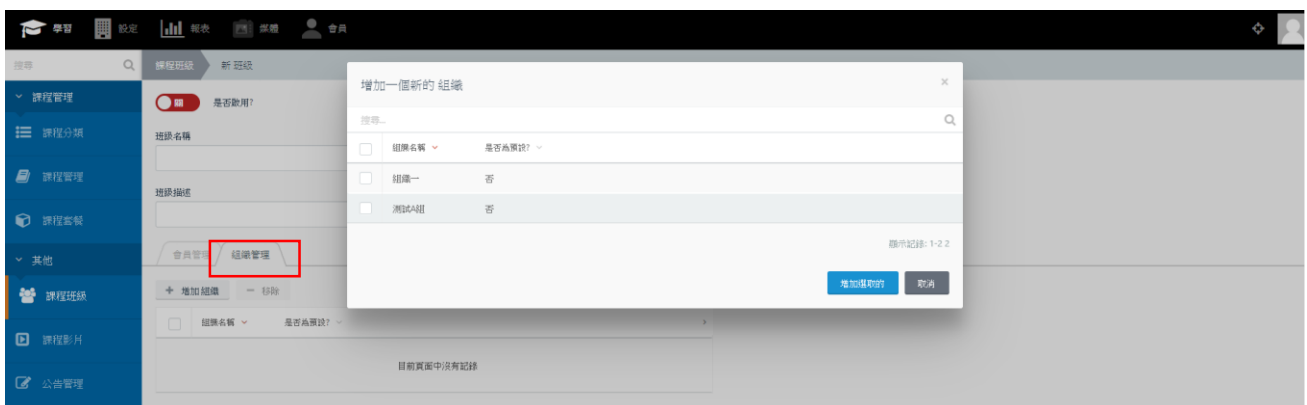 學習 設定 報表 媒體 會員
搜尋
課程班級 新 班級
增加一個新的 組織 ×
課程管理
關 是否啟用?
搜尋...
課程分類
班級名稱
組織名稱 是否為預設?
課程管理
組織一 否
班級描述
測試A組 否
課程套餐
會員管理 組織管理
顯示記錄: 1-2 2
其他
增加選取的 取消
課程班級
+ 增加 組織 − 移除
組織名稱 是否為預設?
課程影片
目前頁面中沒有記錄
公告管理